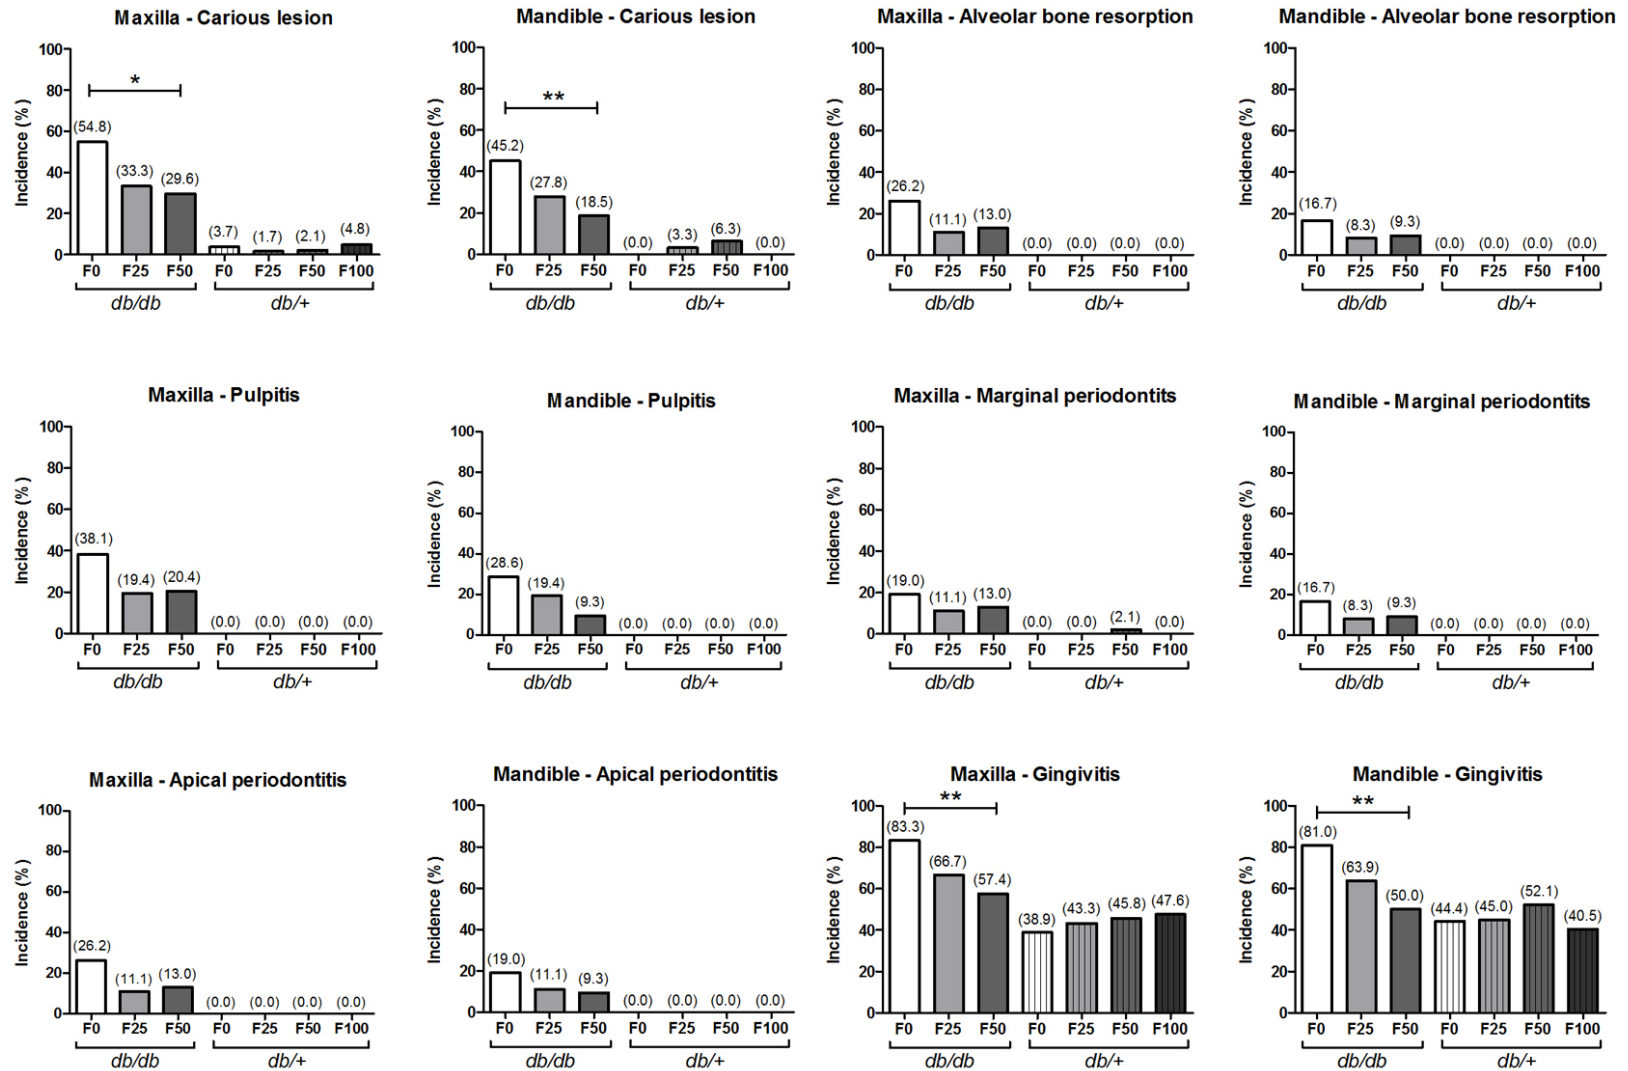 Maxilla - Carious lesion
Incidence (%)
100
80
60
40
20
0
*
(54.8)
(33.3)
(29.6)
(3.7)
(1.7)
(2.1)
(4.8)
F0 F25 F50 F0 F25 F50 F100
db/db db/+
Mandible - Carious lesion
Incidence (%)
100
80
60
40
20
0
**
(45.2)
(27.8)
(18.5)
(0.0)
(3.3)
(6.3)
(0.0)
F0 F25 F50 F0 F25 F50 F100
db/db db/+
Maxilla - Alveolar bone resorption
Incidence (%)
100
80
60
40
20
0
(26.2)
(11.1)
(13.0)
(0.0) (0.0) (0.0) (0.0)
F0 F25 F50 F0 F25 F50 F100
db/db db/+
Mandible - Alveolar bone resorption
Incidence (%)
100
80
60
40
20
0
(16.7)
(8.3)
(9.3)
(0.0) (0.0) (0.0) (0.0)
F0 F25 F50 F0 F25 F50 F100
db/db db/+
Maxilla - Pulpitis
Incidence (%)
100
80
60
40
20
0
(38.1)
(19.4)
(20.4)
(0.0) (0.0) (0.0) (0.0)
F0 F25 F50 F0 F25 F50 F100
db/db db/+
Mandible - Pulpitis
Incidence (%)
100
80
60
40
20
0
(28.6)
(19.4)
(9.3)
(0.0) (0.0) (0.0) (0.0)
F0 F25 F50 F0 F25 F50 F100
db/db db/+
Maxilla - Marginal periodontits
Incidence (%)
100
80
60
40
20
0
(19.0)
(11.1)
(13.0)
(0.0) (0.0) (2.1) (0.0)
F0 F25 F50 F0 F25 F50 F100
db/db db/+
Mandible - Marginal periodontits
Incidence (%)
100
80
60
40
20
0
(16.7)
(8.3)
(9.3)
(0.0) (0.0) (0.0) (0.0)
F0 F25 F50 F0 F25 F50 F100
db/db db/+
Maxilla - Apical periodontitis
Incidence (%)
100
80
60
40
20
0
(26.2)
(11.1)
(13.0)
(0.0) (0.0) (0.0) (0.0)
F0 F25 F50 F0 F25 F50 F100
db/db db/+
Mandible - Apical periodontitis
Incidence (%)
100
80
60
40
20
0
(19.0)
(11.1)
(9.3)
(0.0) (0.0) (0.0) (0.0)
F0 F25 F50 F0 F25 F50 F100
db/db db/+
Maxilla - Gingivitis
Incidence (%)
100
80
60
40
20
0
**
(83.3)
(66.7)
(57.4)
(38.9)
(43.3)
(45.8)
(47.6)
F0 F25 F50 F0 F25 F50 F100
db/db db/+
Mandible - Gingivitis
Incidence (%)
100
80
60
40
20
0
**
(81.0)
(63.9)
(50.0)
(44.4)
(45.0)
(52.1)
(40.5)
F0 F25 F50 F0 F25 F50 F100
db/db db/+